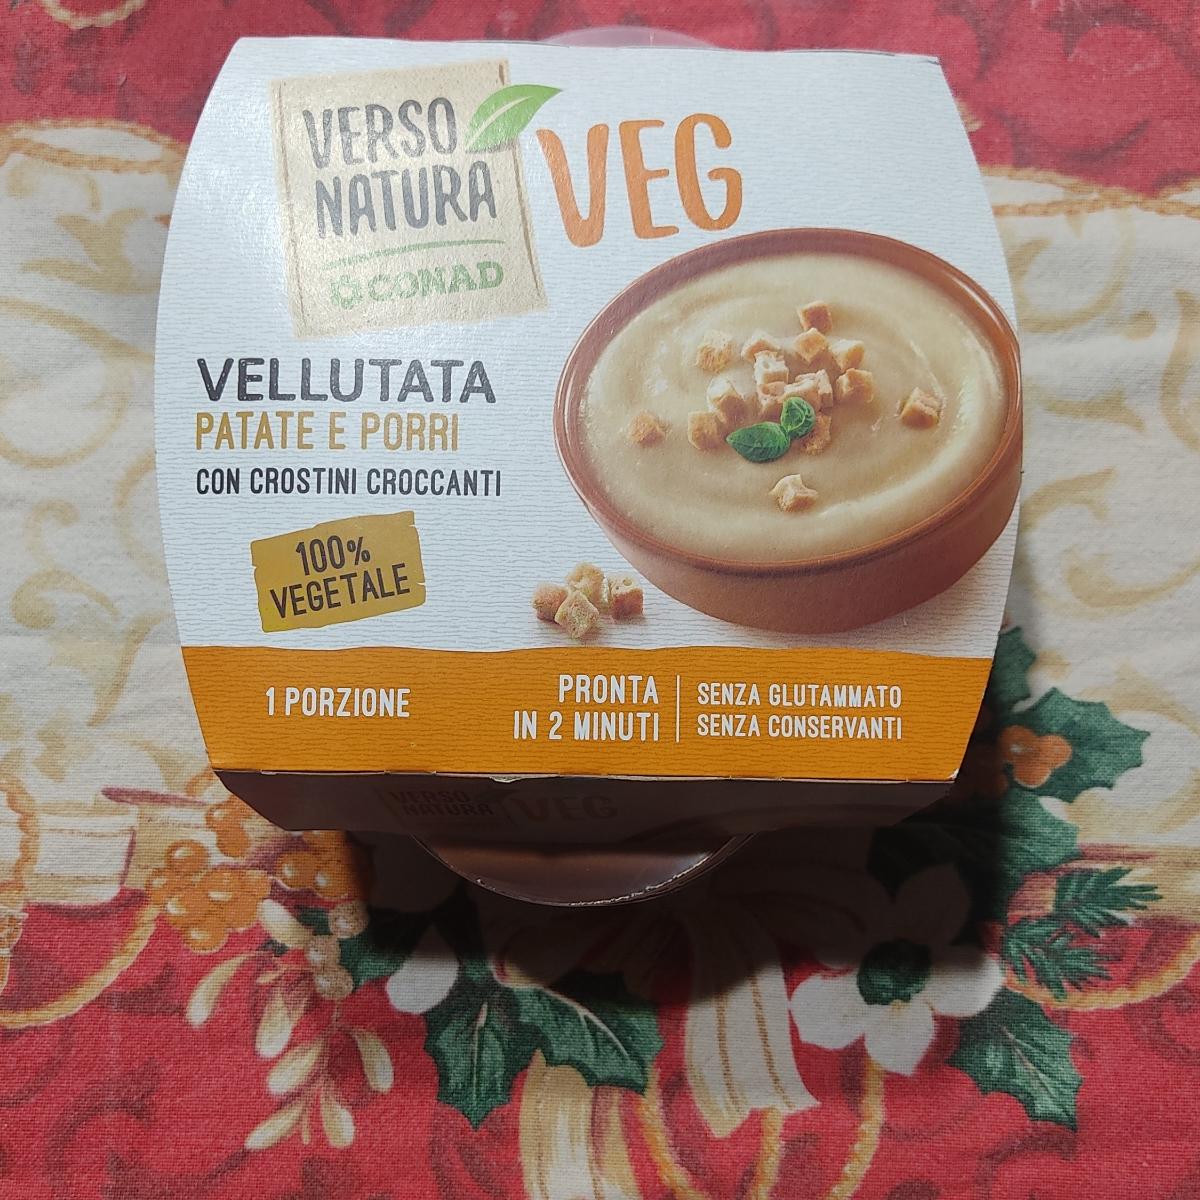 VERSO
NATURA
CONAD
VEG
VELLUTATA
PATATE E PORRI
CON CROSTINI CROCCANTI
100%
VEGETALE
1 PORZIONE
PRONTA
IN 2 MINUTI
SENZA GLUTAMMATO
SENZA CONSERVANTI
VERSO
NATURA
VEG